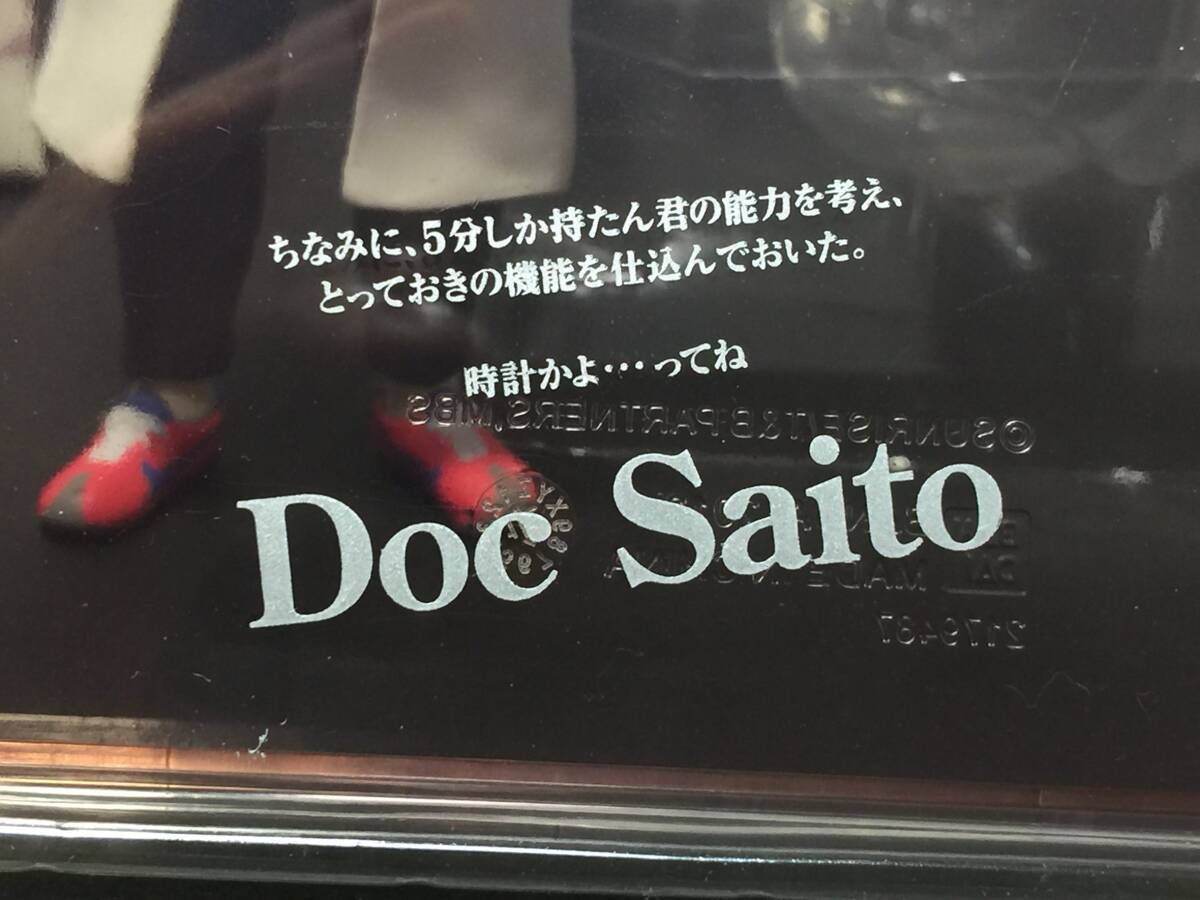 ちなみに、5分しか持たん君の能力を考え、
とっておきの機能を仕込んでおいた。
時計かよ…ってね
©SUNRISE/T&B PARTNERS, MBS
Doc Saito
MADE IN CHINA
2179487